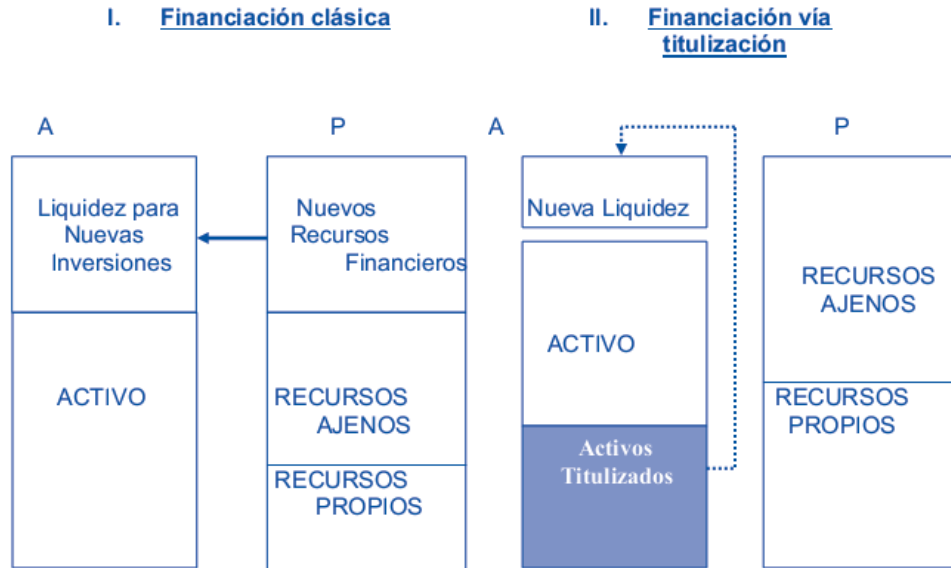 I. Financiación clásica
II. Financiación vía
titulización
A
P
Liquidez para
Nuevas
Inversiones
Nuevos
Recursos
Financieros
ACTIVO
RECURSOS
AJENOS
RECURSOS
PROPIOS
A
P
Nueva Liquidez
ACTIVO
Activos
Titulizados
RECURSOS
AJENOS
RECURSOS
PROPIOS